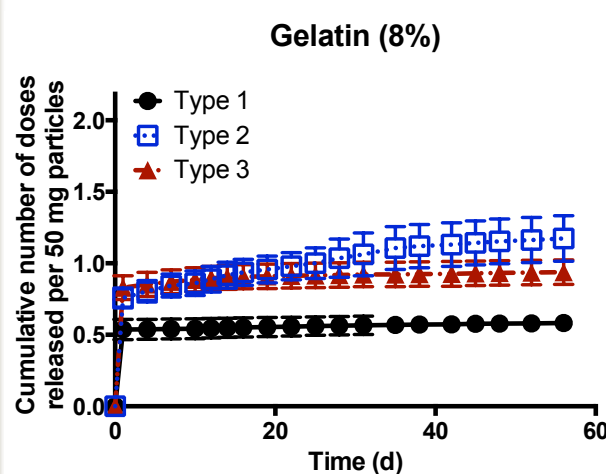 Gelatin (8%)
Type 1
Type 2
Type 3
Cumulative number of doses
released per 50 mg particles
2.0
1.5
1.0
0.5
0.0
0
20
40
60
Time (d)